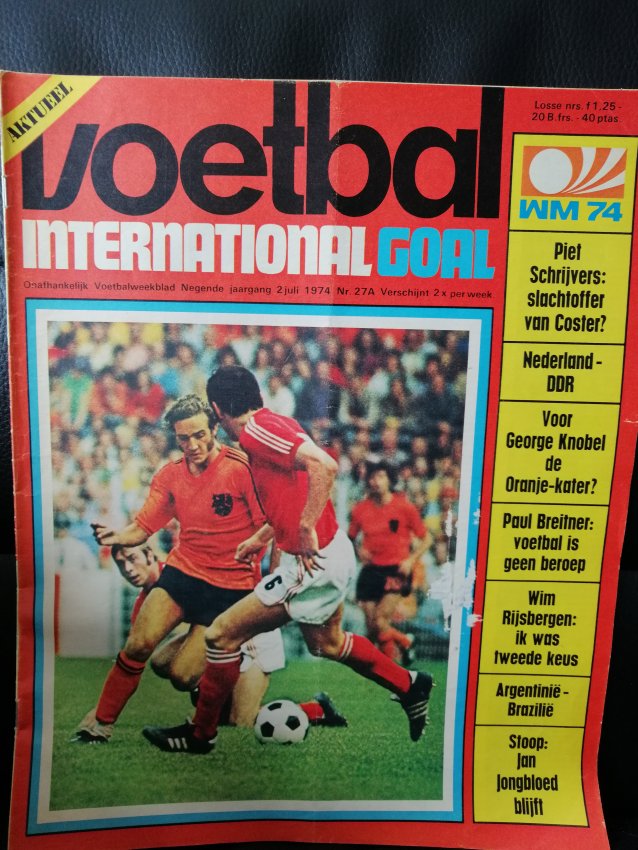 AKTUEEL
voetbal
INTERNATIONAL GOAL
Onafhankelijk Voetbalweekblad Negende jaargang 2 juli 1974 Nr. 27A Verschijnt 2 x per week
Losse nrs. f 1,25 -
20 B.frs. - 40 ptas.
WM 74
Piet
Schrijvers:
slachtoffer
van Coster?
Nederland -
DDR
Voor
George Knobel
de
Oranje-kater?
Paul Breitner:
voetbal is
geen beroep
Wim
Rijsbergen:
ik was
tweede keus
Argentinië -
Brazilië
Stoop:
Jan
Jongbloed
blijft
6